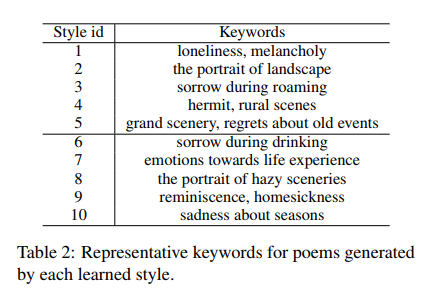 Style id Keywords
1 loneliness, melancholy
2 the portrait of landscape
3 sorrow during roaming
4 hermit, rural scenes
5 grand scenery, regrets about old events
6 sorrow during drinking
7 emotions towards life experience
8 the portrait of hazy sceneries
9 reminiscence, homesickness
10 sadness about seasons
Table 2: Representative keywords for poems generated
by each learned style.